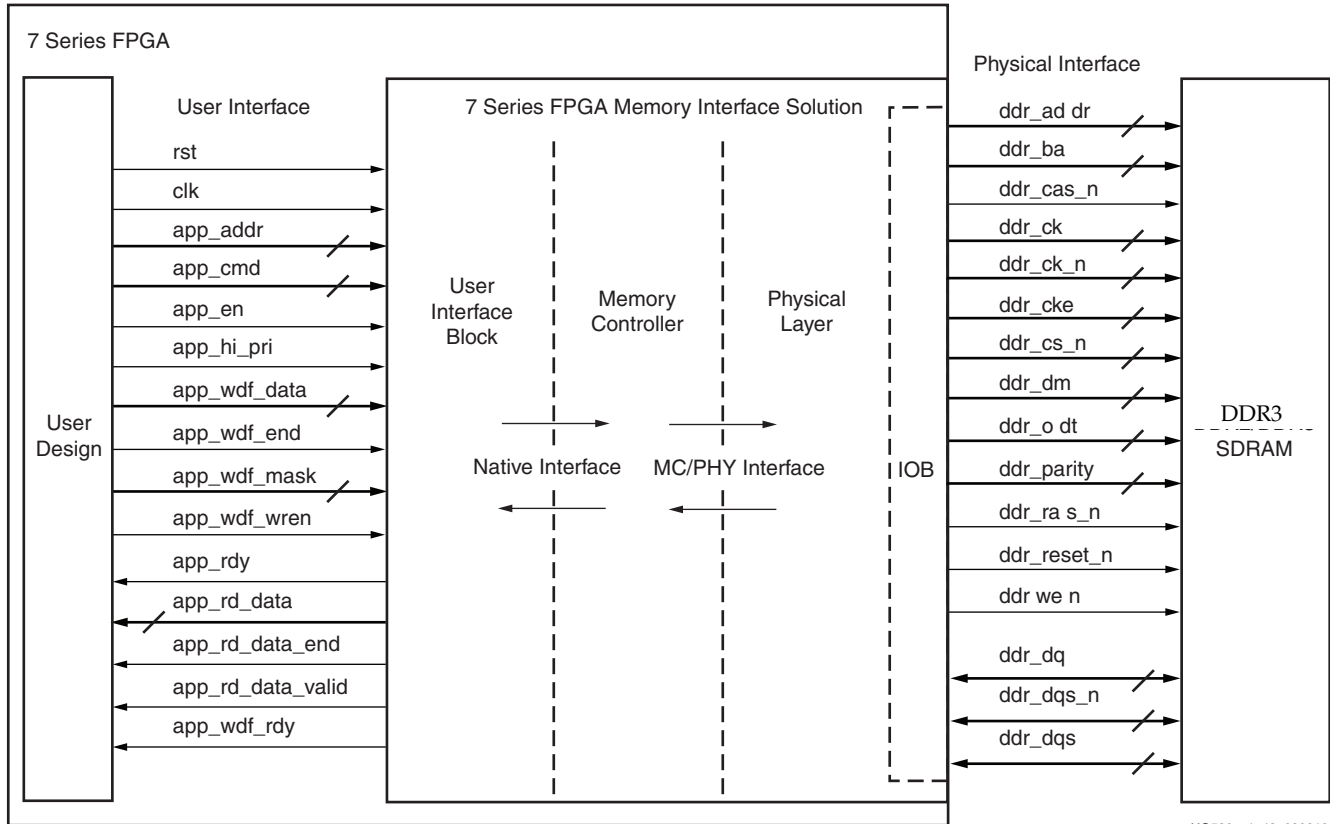 7 Series FPGA
User Interface
7 Series FPGA Memory Interface Solution
Physical Interface
User
Design
rst
clk
app_addr
app_cmd
app_en
app_hi_pri
app_wdf_data
app_wdf_end
app_wdf_mask
app_wdf_wren
app_rdy
app_rd_data
app_rd_data_end
app_rd_data_valid
app_wdf_rdy
User
Interface
Block
Memory
Controller
Physical
Layer
Native Interface
MC/PHY Interface
IOB
ddr_ad dr
ddr_ba
ddr_cas_n
ddr_ck
ddr_ck_n
ddr_cke
ddr_cs_n
ddr_dm
ddr_o dt
ddr_parity
ddr_ra s_n
ddr_reset_n
ddr we n
ddr_dq
ddr_dqs_n
ddr_dqs
DDR3
SDRAM